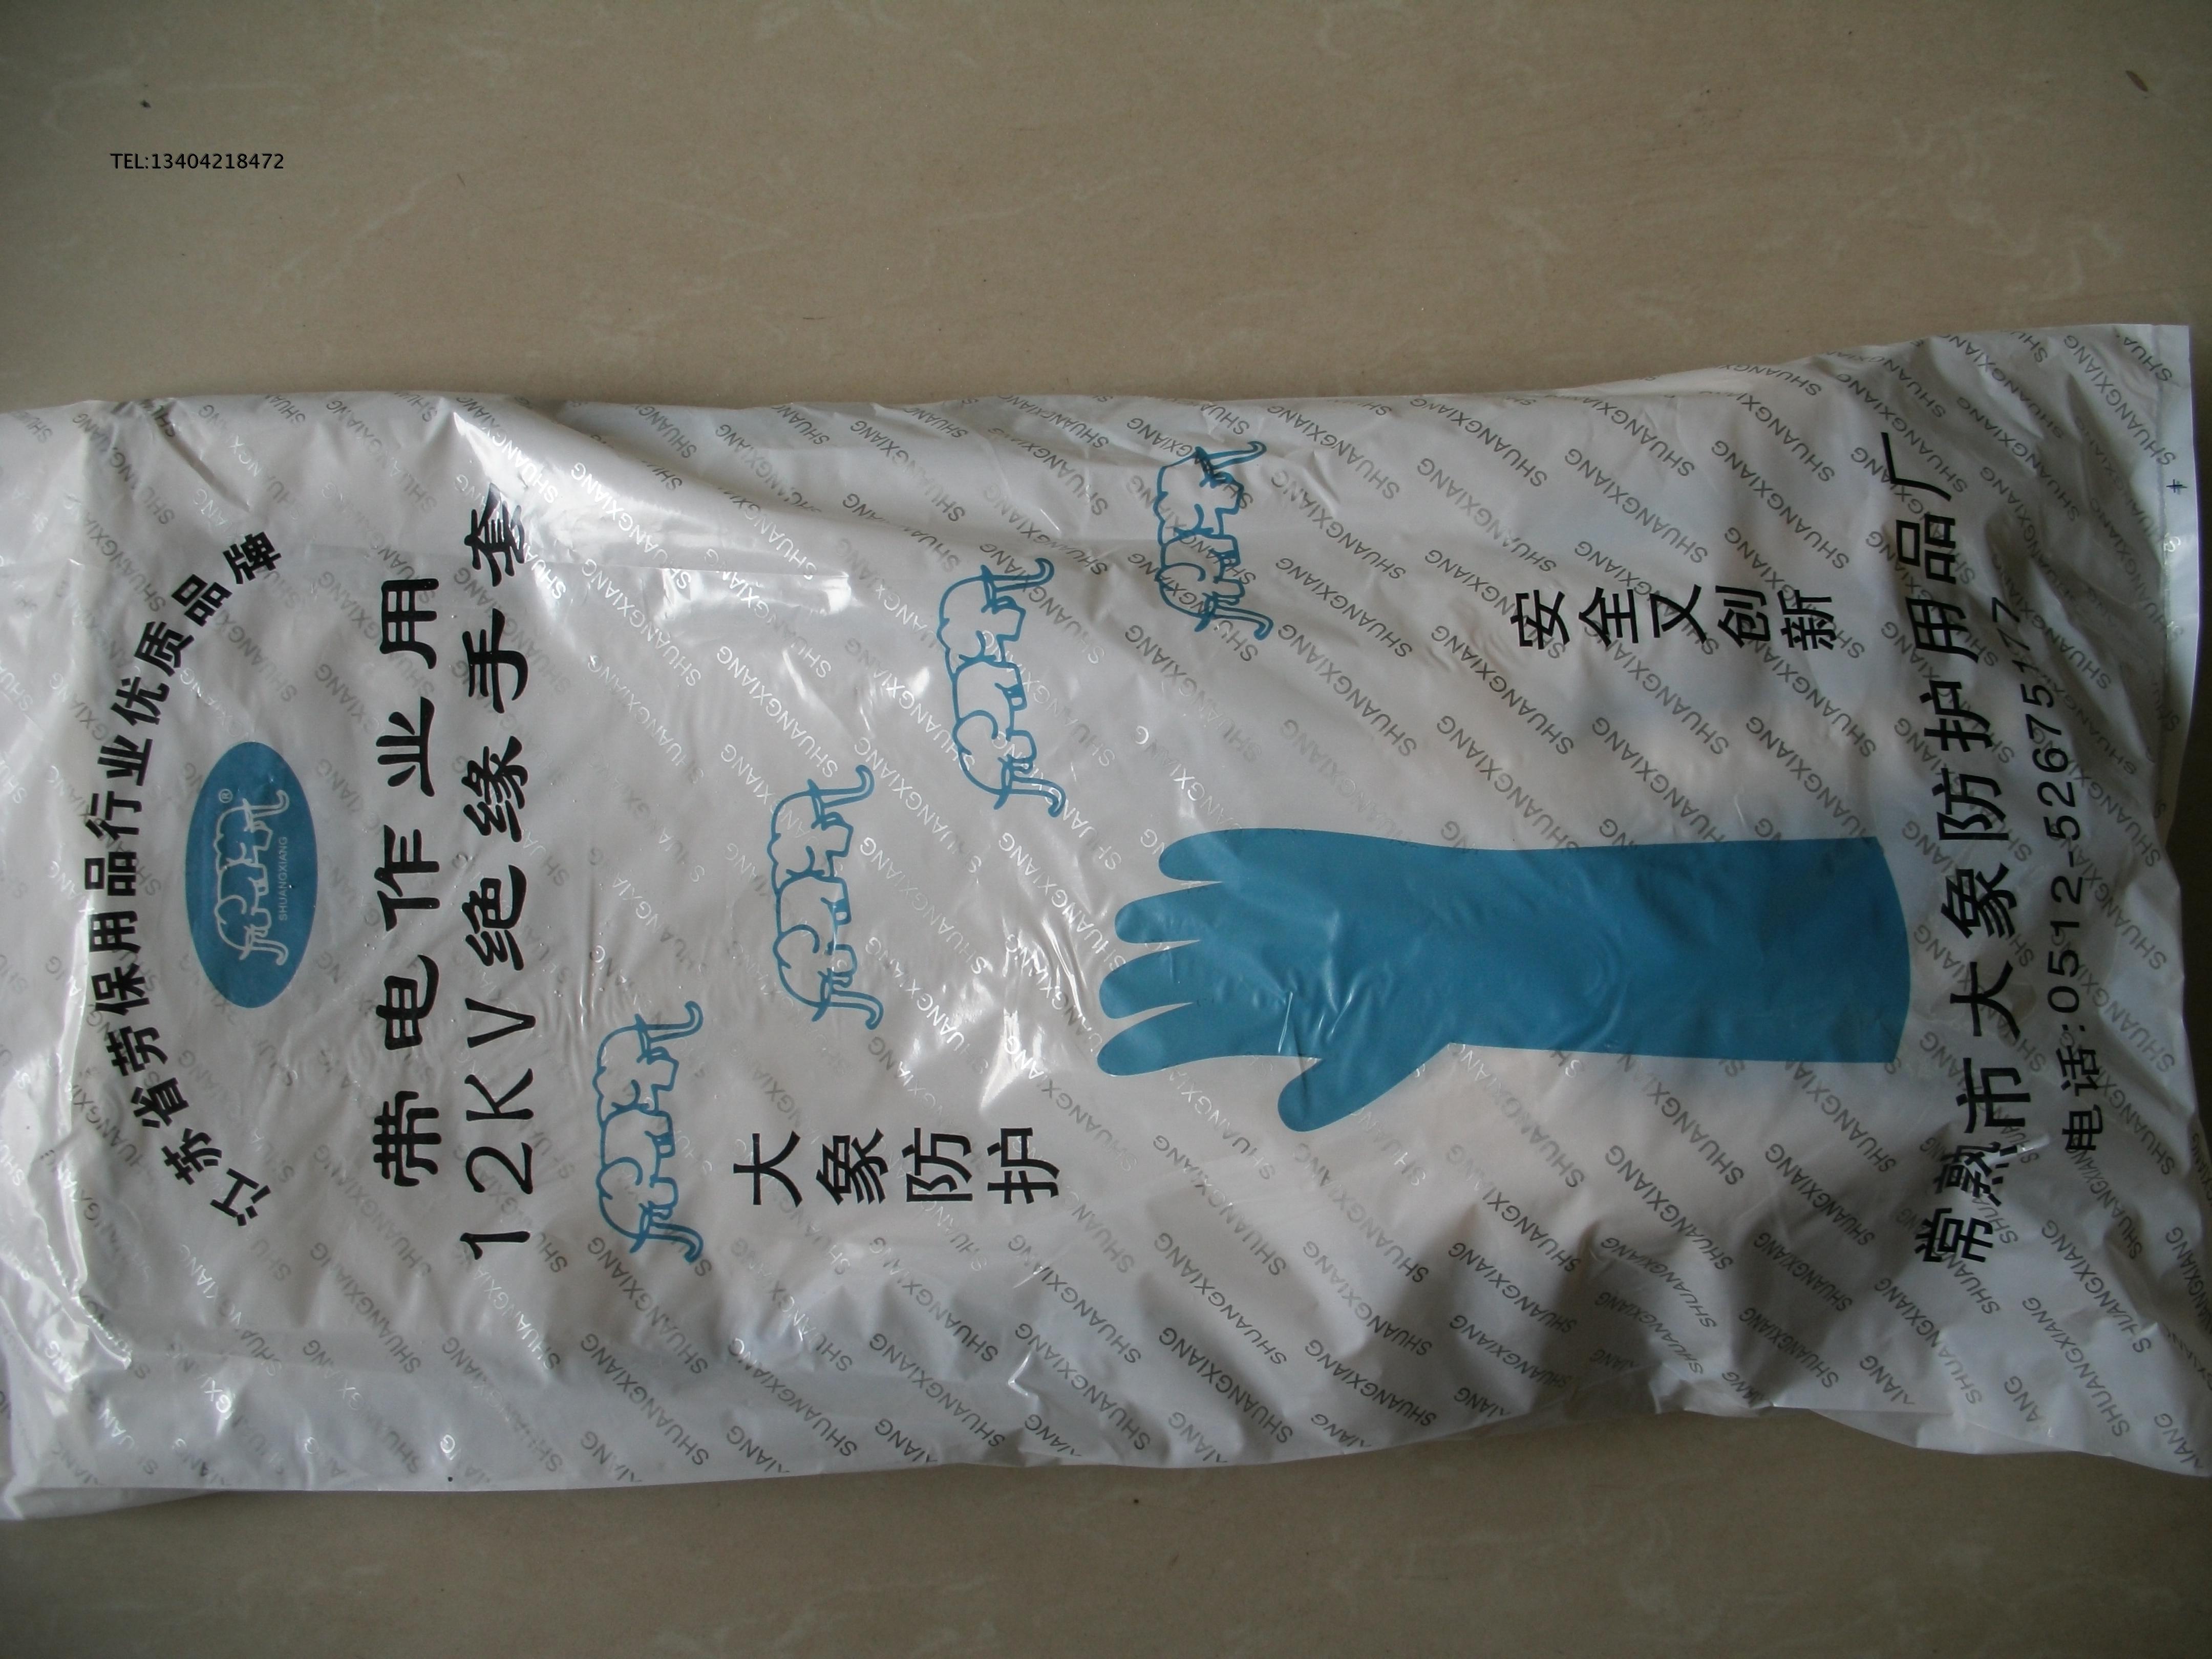 TEL:13404218472
江苏省劳保用品行业优质品牌
SHUANGXIANG
®
带电作业用
12KV绝缘手套
大象防护
安全又创新
常熟市大象防护用品厂
电话:0512-52675177